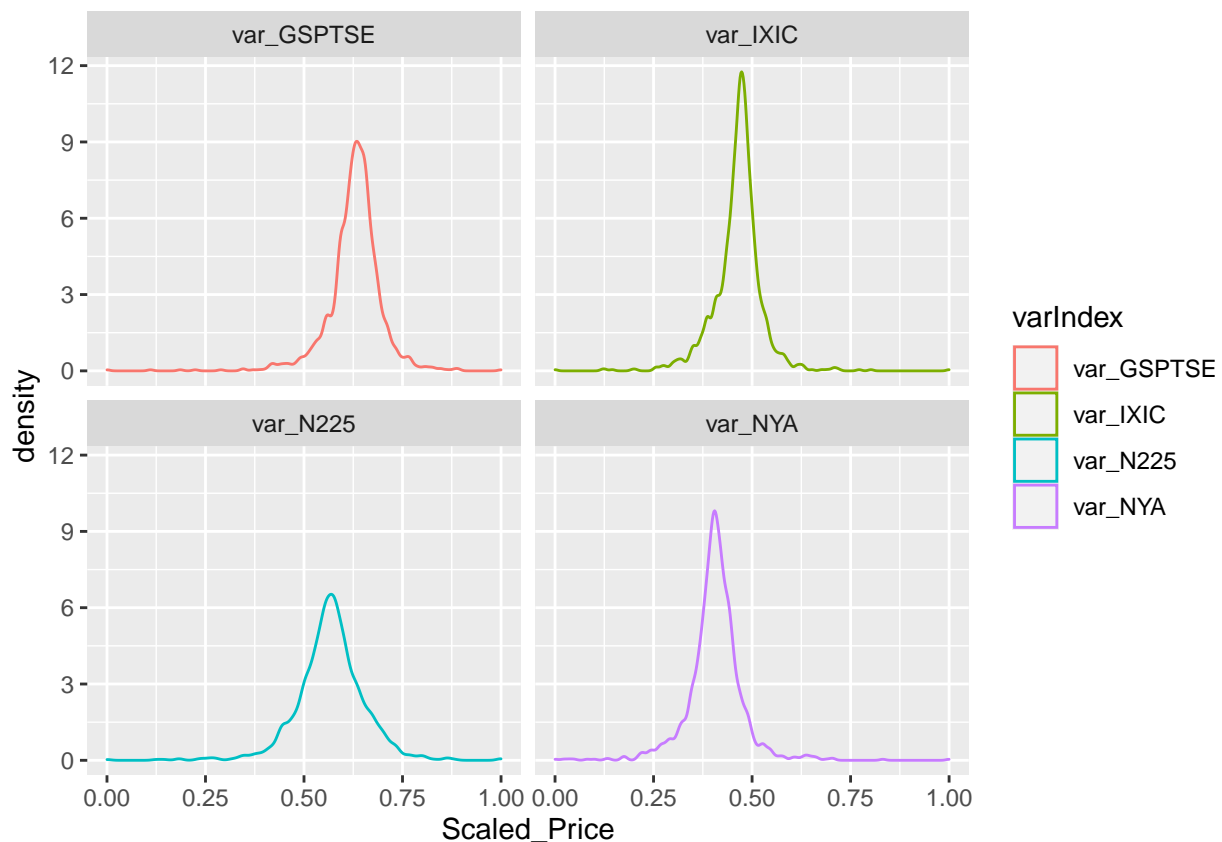 var_GSPTSE
var_IXIC
12
9
6
3
0
var_N225
var_NYA
12
9
6
3
0
0.00 0.25 0.50 0.75 1.00
0.00 0.25 0.50 0.75 1.00
Scaled_Price
density
varIndex
var_GSPTSE
var_IXIC
var_N225
var_NYA